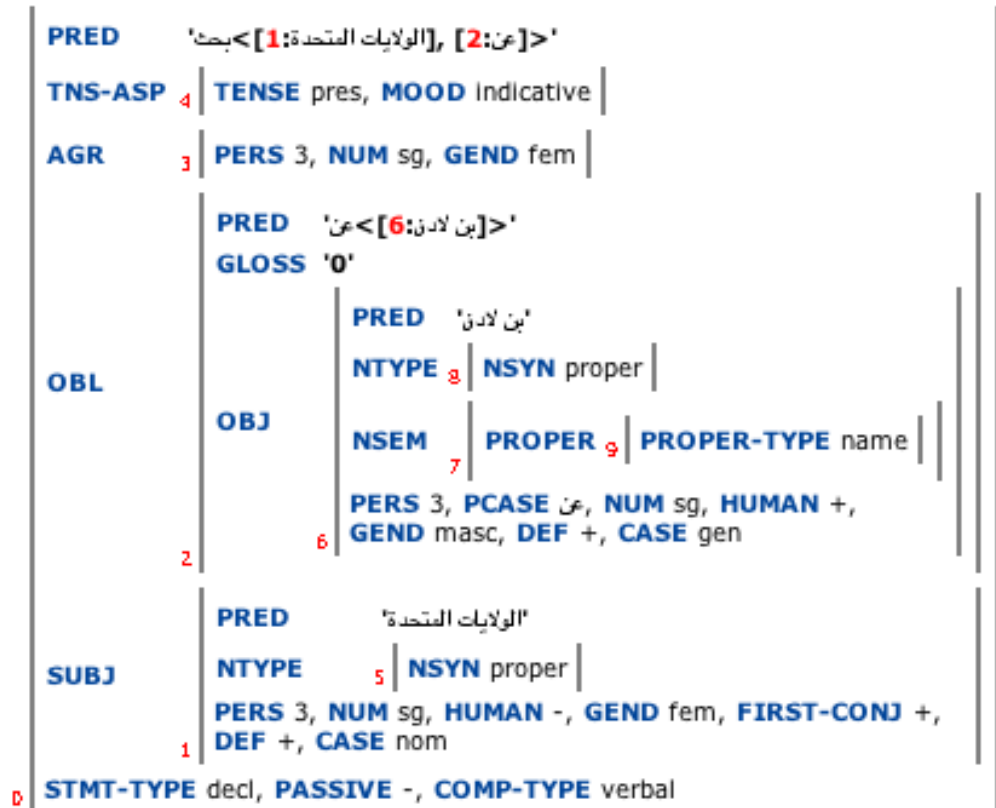 PRED '<[عن:2] ,[الولايات المتحدة:1]>بحث'
TNS-ASP 4 TENSE pres, MOOD indicative
AGR 3 PERS 3, NUM sg, GEND fem
PRED '<[بن لادن:6]>عن'
GLOSS '0'
PRED 'بن لادن'
NTYPE 8 NSYN proper
OBL
OBJ
NSEM 7 PROPER 9 PROPER-TYPE name
PERS 3, PCASE عن, NUM sg, HUMAN +,
GEND masc, DEF +, CASE gen
6
2
PRED 'الولايات المتحدة'
NTYPE 5 NSYN proper
SUBJ
PERS 3, NUM sg, HUMAN -, GEND fem, FIRST-CONJ +,
1 DEF +, CASE nom
0 STMT-TYPE decl, PASSIVE -, COMP-TYPE verbal